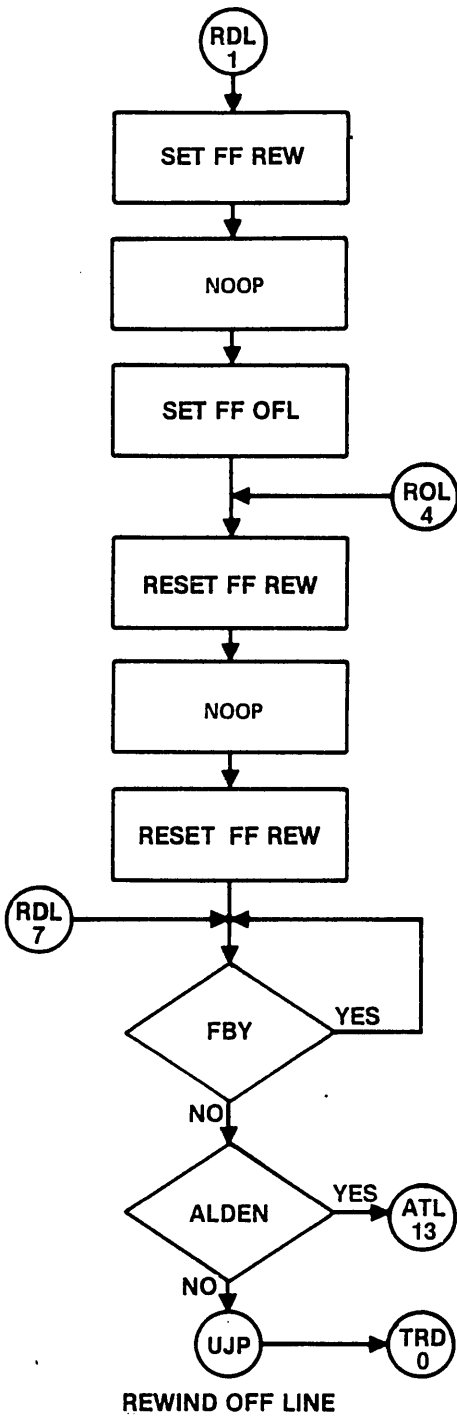 RDL
1
SET FF REW
NOOP
SET FF OFL
ROL
4
RESET FF REW
NOOP
RESET FF REW
RDL
7
FBY
YES
NO
ALDEN
YES
ATL
13
NO
UJP
TRD
0
REWIND OFF LINE